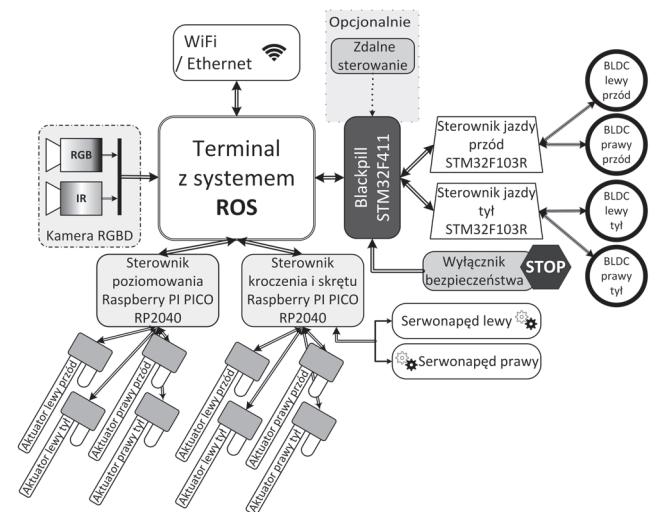 Opcjonalnie
Zdalne
sterowanie
WiFi
/ Ethernet
RGB
IR
Kamera RGBD
Terminal
z systemem
ROS
Blackpill
STM32F411
Sterownik jazdy
przód
STM32F103R
Sterownik jazdy
tył
STM32F103R
BLDC
lewy
przód
BLDC
prawy
przód
BLDC
lewy
tył
BLDC
prawy
tył
Wyłącznik
bezpieczeństwa
STOP
Sterownik
poziomowania
Raspberry PI PICO
RP2040
Sterownik
kroczenia i skrętu
Raspberry PI PICO
RP2040
Serwonapęd lewy
Serwonapęd prawy
Aktuator lewy przód
Aktuator lewy tył
Aktuator prawy przód
Aktuator prawy tył
Aktuator lewy przód
Aktuator lewy tył
Aktuator prawy przód
Aktuator prawy tył